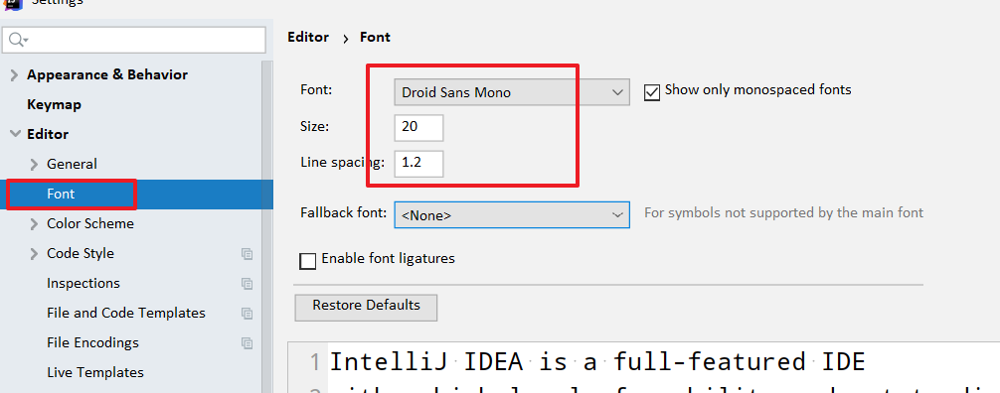 Settings
Appearance & Behavior
Keymap
Editor
General
Font
Color Scheme
Code Style
Inspections
File and Code Templates
File Encodings
Live Templates
Editor › Font
Font: Droid Sans Mono Show only monospaced fonts
Size: 20
Line spacing: 1.2
Fallback font: <None> For symbols not supported by the main font
Enable font ligatures
Restore Defaults
1 IntelliJ IDEA is a full-featured IDE